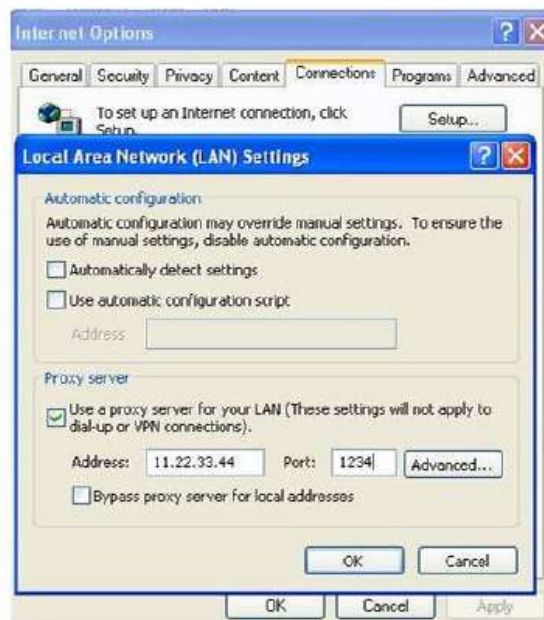 Internet Options
General Security Privacy Content Connections Programs Advanced
To set up an Internet connection, click
Setup.
Setup...
Local Area Network (LAN) Settings
Automatic configuration
Automatic configuration may override manual settings. To ensure the
use of manual settings, disable automatic configuration.
Automatically detect settings
Use automatic configuration script
Address
Proxy server
Use a proxy server for your LAN (These settings will not apply to
dial-up or VPN connections).
Address: 11.22.33.44 Port: 1234 Advanced...
Bypass proxy server for local addresses
OK Cancel
OK Cancel Apply